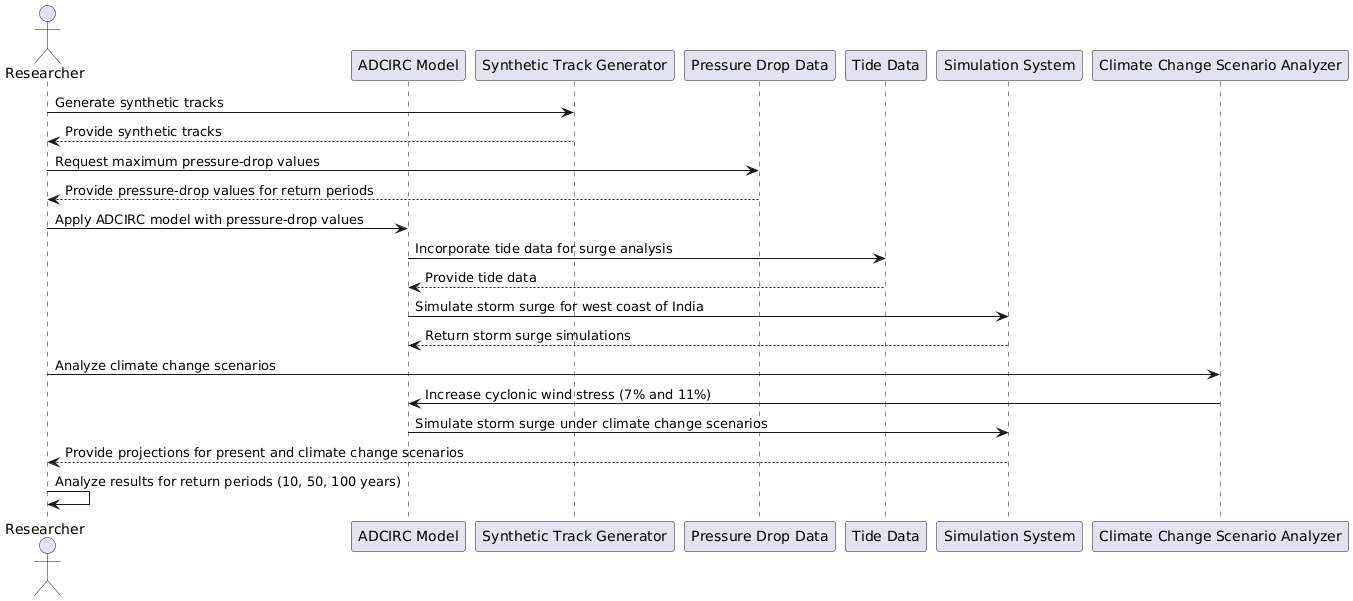 Researcher
ADCIRC Model
Synthetic Track Generator
Pressure Drop Data
Tide Data
Simulation System
Climate Change Scenario Analyzer
Generate synthetic tracks
Provide synthetic tracks
Request maximum pressure-drop values
Provide pressure-drop values for return periods
Apply ADCIRC model with pressure-drop values
Incorporate tide data for surge analysis
Provide tide data
Simulate storm surge for west coast of India
Return storm surge simulations
Analyze climate change scenarios
Increase cyclonic wind stress (7% and 11%)
Simulate storm surge under climate change scenarios
Provide projections for present and climate change scenarios
Analyze results for return periods (10, 50, 100 years)
Researcher
ADCIRC Model
Synthetic Track Generator
Pressure Drop Data
Tide Data
Simulation System
Climate Change Scenario Analyzer